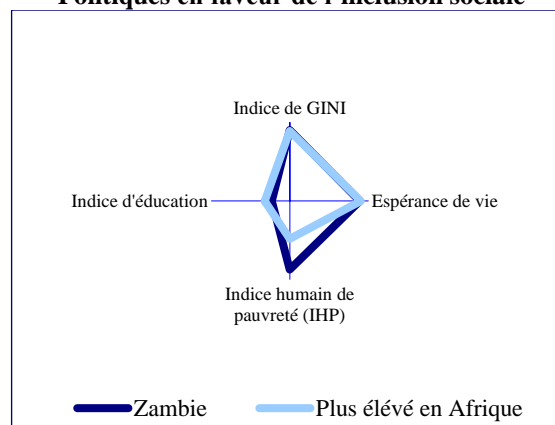 Politiques en faveur de l'inclusion sociale
Indice de GINI
Indice d'éducation
Espérance de vie
Indice humain de
pauvreté (IHP)
Zambie
Plus élévé en Afrique